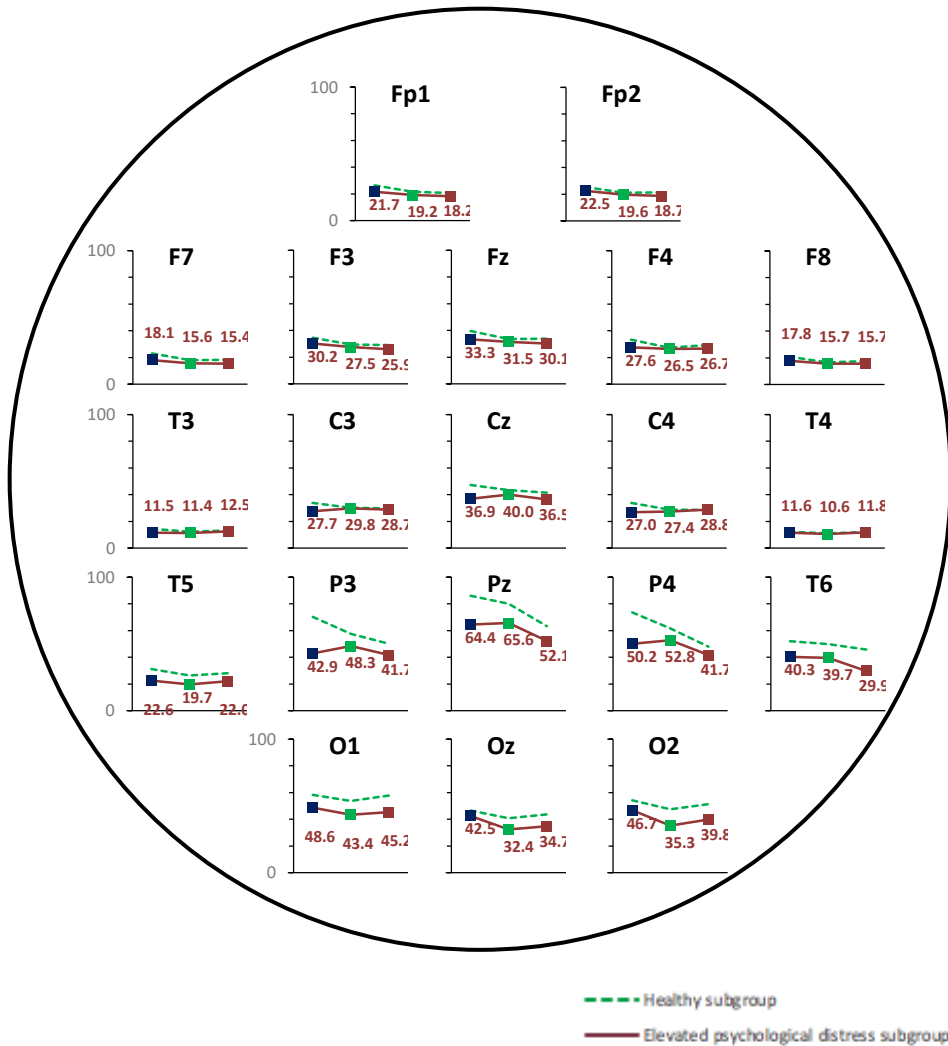 100 Fp1 Fp2
21.7 19.2 18.2 22.5 19.6 18.7
0
100 F7 F3 Fz F4 F8
18.1 15.6 15.4 30.2 27.5 25.9 33.3 31.5 30.1 27.6 26.5 26.7 17.8 15.7 15.7
0
100 T3 C3 Cz C4 T4
11.5 11.4 12.5 27.7 29.8 28.7 36.9 40.0 36.5 27.0 27.4 28.8 11.6 10.6 11.8
0
100 T5 P3 Pz P4 T6
22.6 19.7 22.0 42.9 48.3 41.7 64.4 65.6 52.1 50.2 52.8 41.7 40.3 39.7 29.9
0
100 O1 Oz O2
48.6 43.4 45.2 42.5 32.4 34.7 46.7 35.3 39.8
0
Healthy subgroup
Elevated psychological distress subgroup